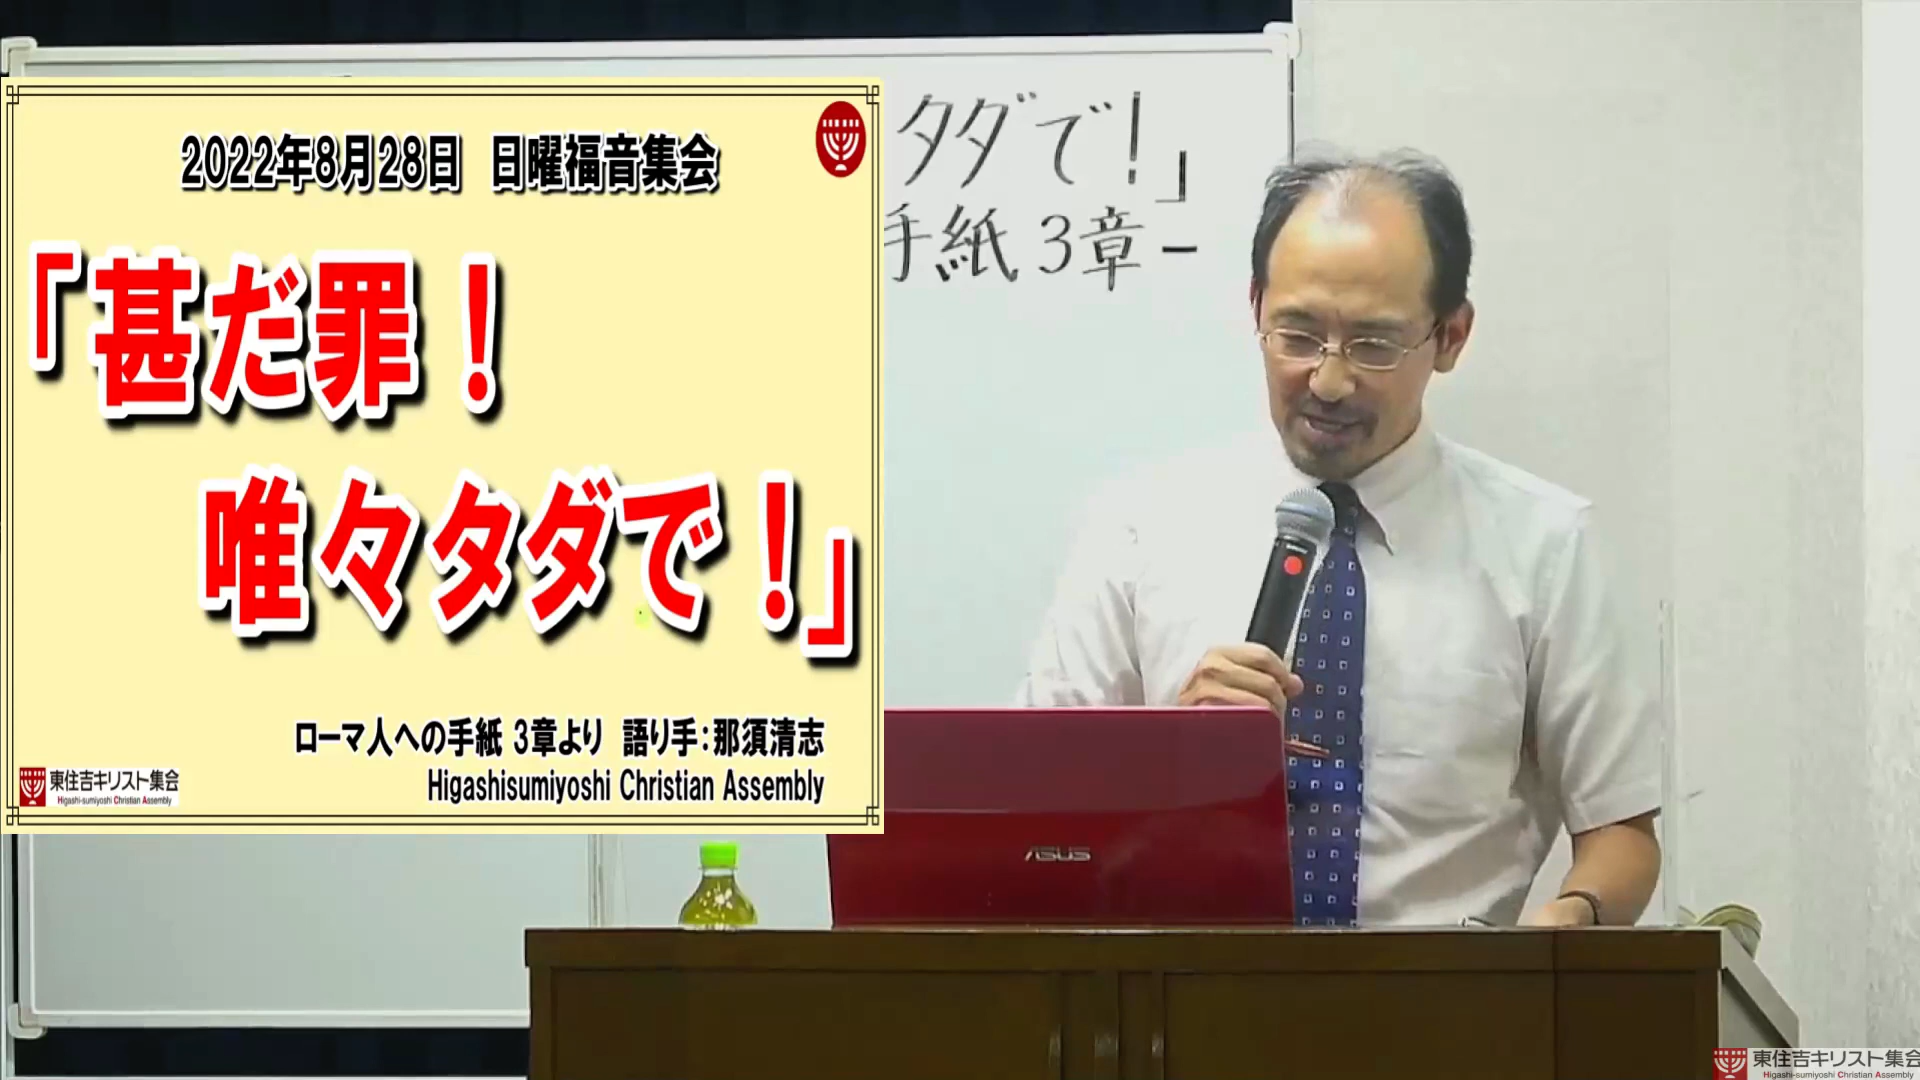 2022年8月28日 日曜福音集会
「甚だ罪！
唯々タダで！」
ローマ人への手紙 3章より 語り手：那須清志
Higashisumiyoshi Christian Assembly
東住吉キリスト集会
Higashi-sumiyoshi Christian Assembly
タダで！」
手紙 3章-
ASUS
東住吉キリスト集会
Higashi-sumiyoshi Christian Assembly